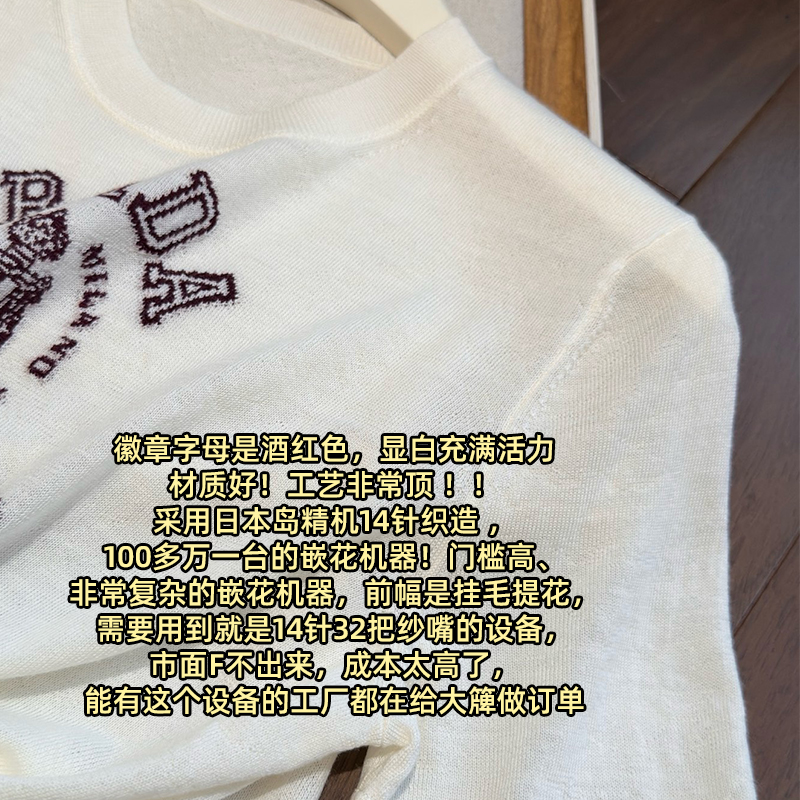 DA
MILANO
徽章字母是酒红色，显白充满活力
材质好！工艺非常顶！！
采用日本岛精机14针织造，
100多万一台的嵌花机器！门槛高、
非常复杂的嵌花机器，前幅是挂毛提花，
需要用到就是14针32把纱嘴的设备，
市面F不出来，成本太高了，
能有这个设备的工厂都在给大簰做订单